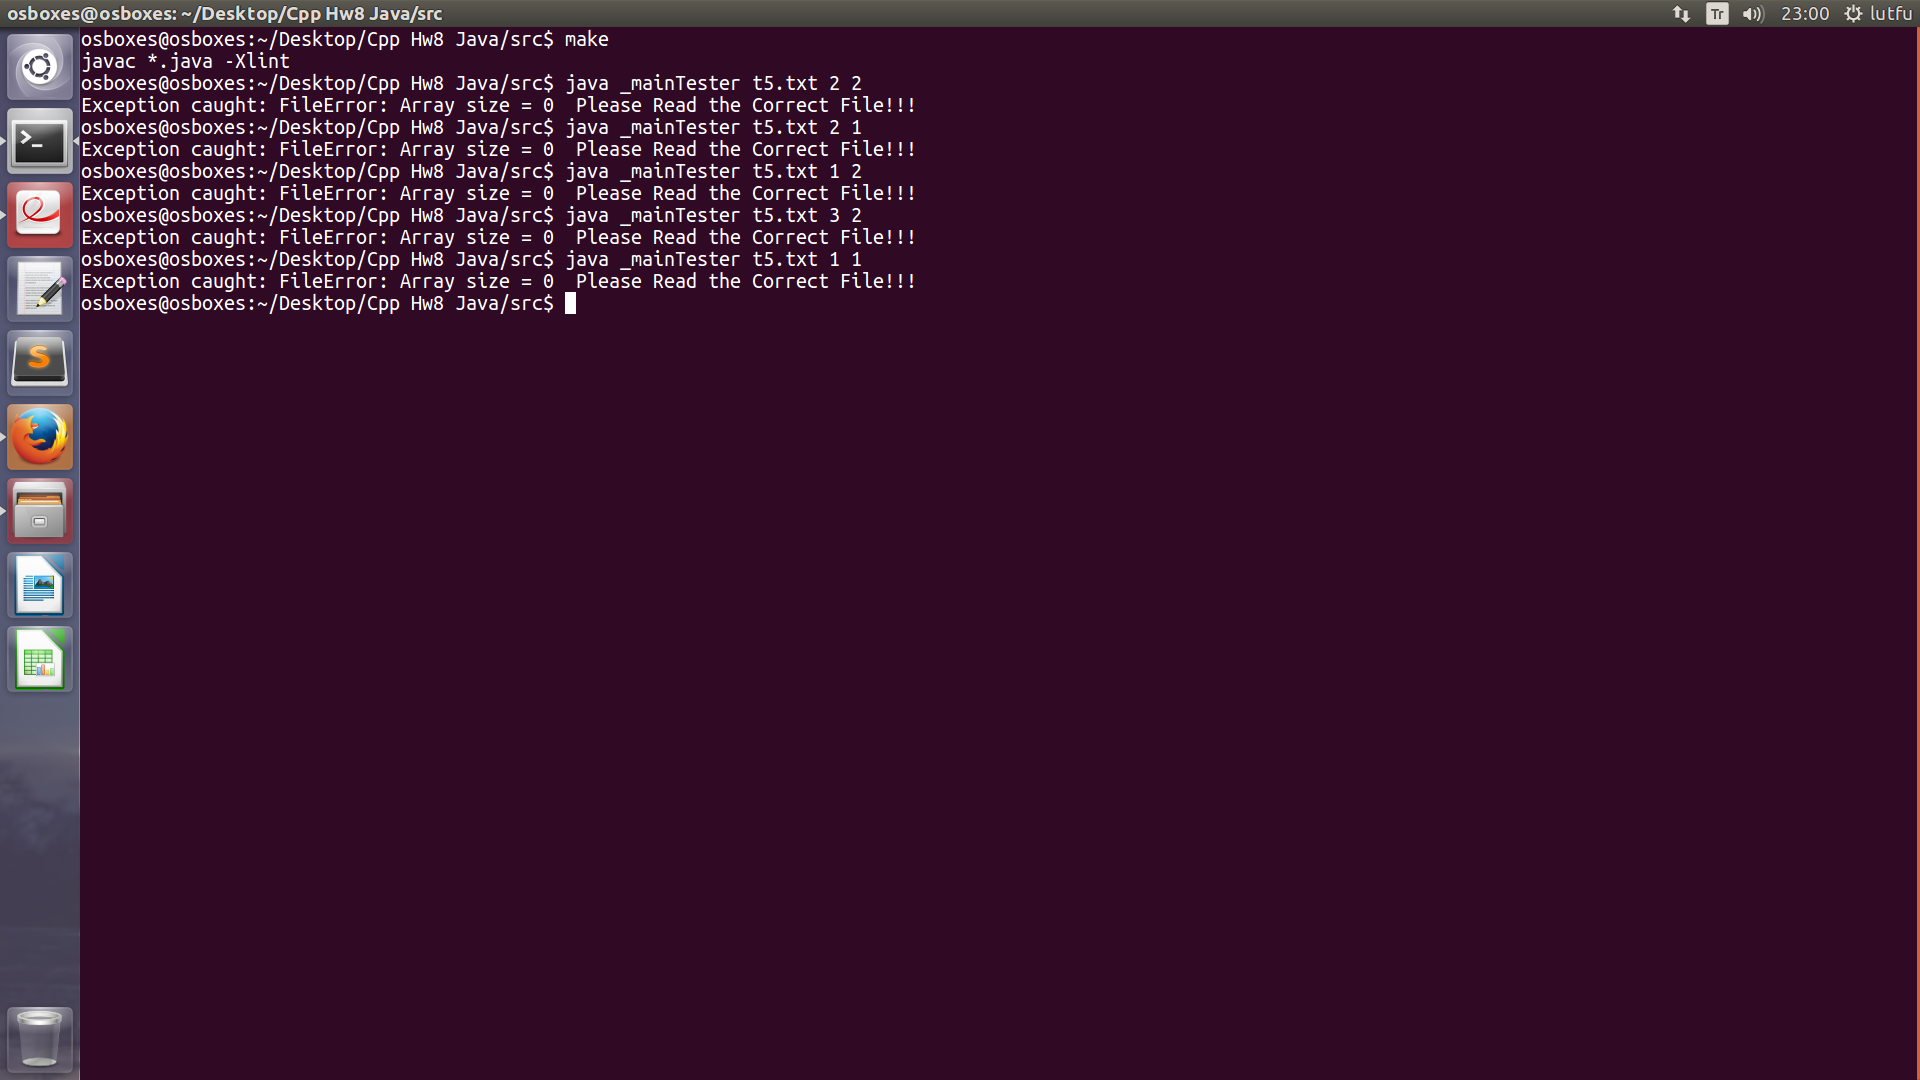 osboxes@osboxes: ~/Desktop/Cpp Hw8 Java/src
Tr
23:00
lutfu
osboxes@osboxes:~/Desktop/Cpp Hw8 Java/src$ make
javac *.java -Xlint
osboxes@osboxes:~/Desktop/Cpp Hw8 Java/src$ java _mainTester t5.txt 2 2
Exception caught: FileError: Array size = 0  Please Read the Correct File!!!
osboxes@osboxes:~/Desktop/Cpp Hw8 Java/src$ java _mainTester t5.txt 2 1
Exception caught: FileError: Array size = 0  Please Read the Correct File!!!
osboxes@osboxes:~/Desktop/Cpp Hw8 Java/src$ java _mainTester t5.txt 1 2
Exception caught: FileError: Array size = 0  Please Read the Correct File!!!
osboxes@osboxes:~/Desktop/Cpp Hw8 Java/src$ java _mainTester t5.txt 3 2
Exception caught: FileError: Array size = 0  Please Read the Correct File!!!
osboxes@osboxes:~/Desktop/Cpp Hw8 Java/src$ java _mainTester t5.txt 1 1
Exception caught: FileError: Array size = 0  Please Read the Correct File!!!
osboxes@osboxes:~/Desktop/Cpp Hw8 Java/src$